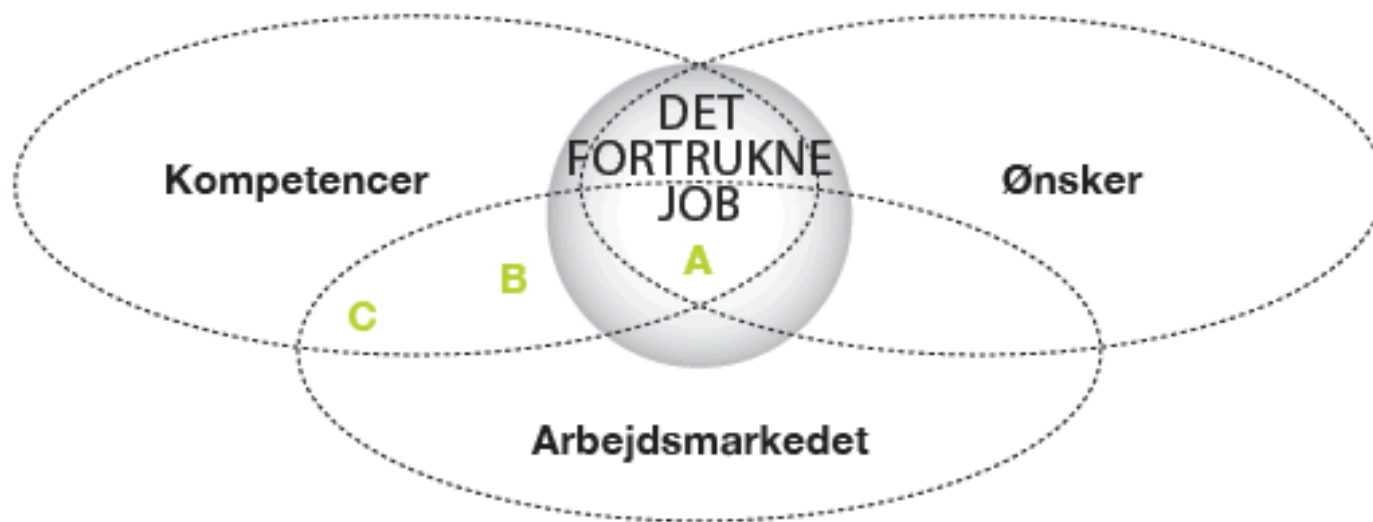 DET
FORTRUKNE
JOB
Kompetencer
Ønsker
A
B
C
Arbejdsmarkedet